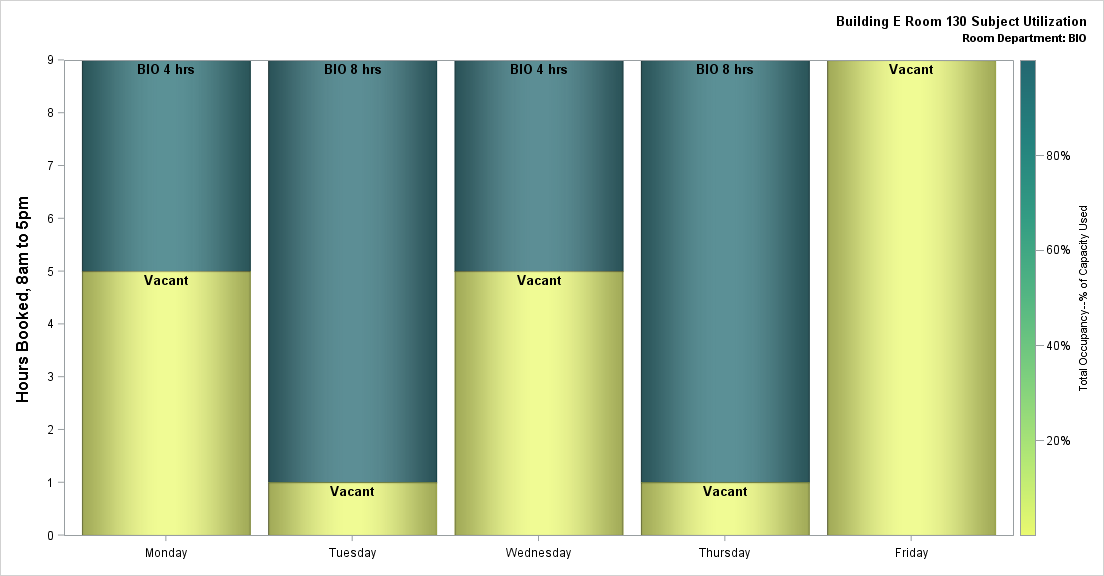 Building E Room 130 Subject Utilization
Room Department: BIO
Hours Booked, 8am to 5pm
9
8
7
6
5
4
3
2
1
0
BIO 4 hrs
BIO 8 hrs
BIO 4 hrs
BIO 8 hrs
Vacant
Vacant
Vacant
Vacant
Vacant
Monday
Tuesday
Wednesday
Thursday
Friday
80%
60%
40%
20%
Total Occupancy--% of Capacity Used